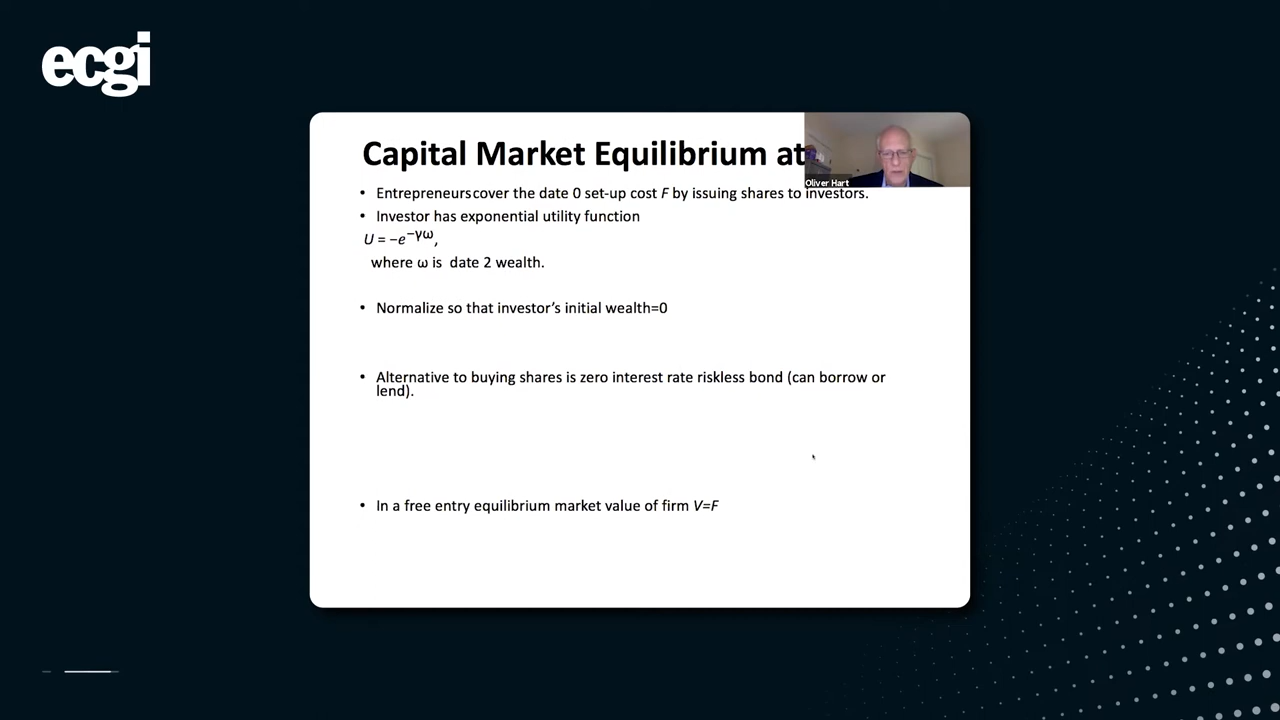 ecgi
Capital Market Equilibrium at
Oliver Hart
• Entrepreneurs cover the date 0 set-up cost F by issuing shares to investors.
• Investor has exponential utility function
U = −e^−γω,
where ω is date 2 wealth.
• Normalize so that investor’s initial wealth=0
• Alternative to buying shares is zero interest rate riskless bond (can borrow or
lend).
• In a free entry equilibrium market value of firm V=F